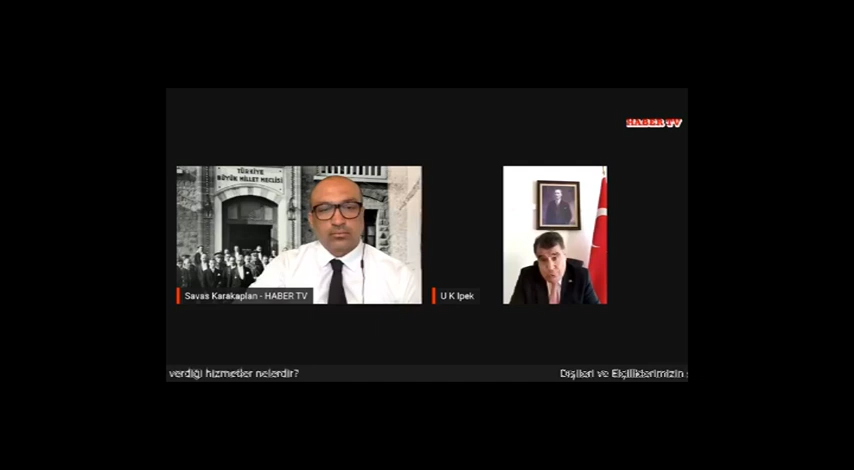 HABER TV
TÜRKİYE
BÜYÜK MİLLET MECLİSİ
Savas Karakaplan - HABER TV
U K Ipek
verdiği hizmetler nelerdir?
Dışileri ve Elçiliklerimizin